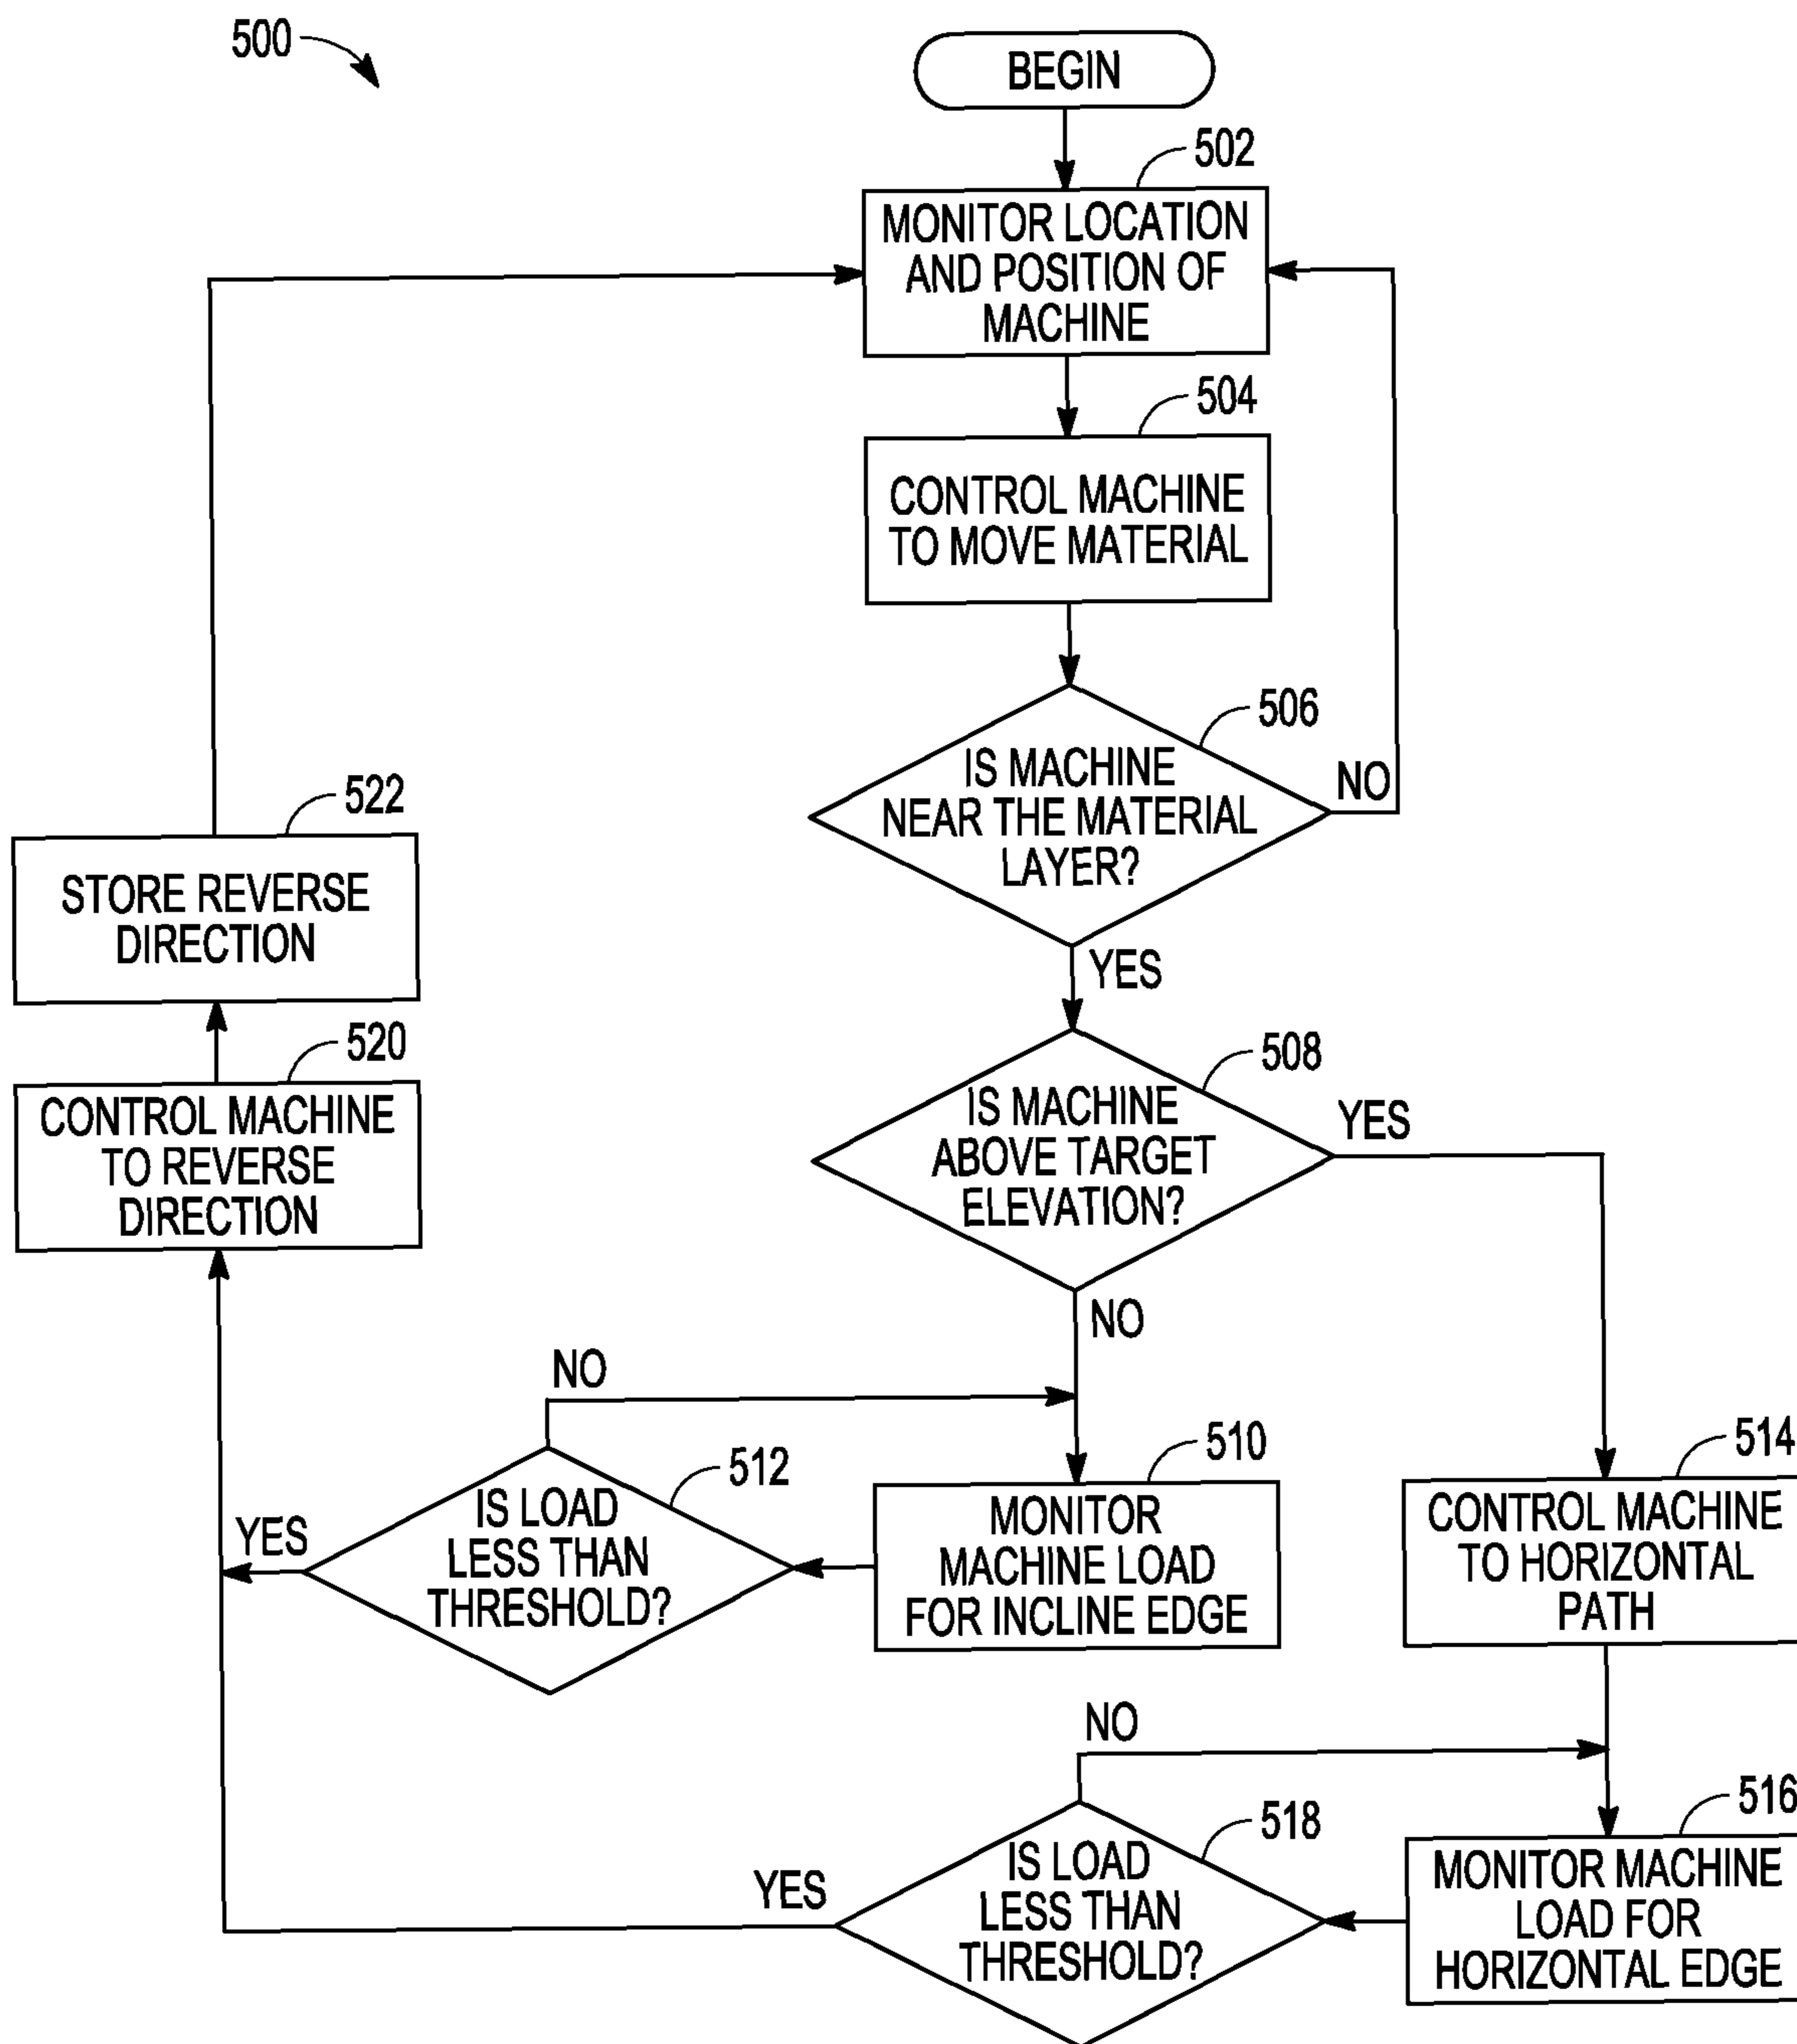 500
BEGIN
502
MONITOR LOCATION
AND POSITION OF
MACHINE
504
CONTROL MACHINE
TO MOVE MATERIAL
506
IS MACHINE
NEAR THE MATERIAL
LAYER?
NO
YES
522
STORE REVERSE
DIRECTION
520
CONTROL MACHINE
TO REVERSE
DIRECTION
508
IS MACHINE
ABOVE TARGET
ELEVATION?
YES
NO
NO
512
IS LOAD
LESS THAN
THRESHOLD?
YES
510
MONITOR
MACHINE LOAD
FOR INCLINE EDGE
514
CONTROL MACHINE
TO HORIZONTAL
PATH
NO
518
IS LOAD
LESS THAN
THRESHOLD?
YES
516
MONITOR MACHINE
LOAD FOR
HORIZONTAL EDGE